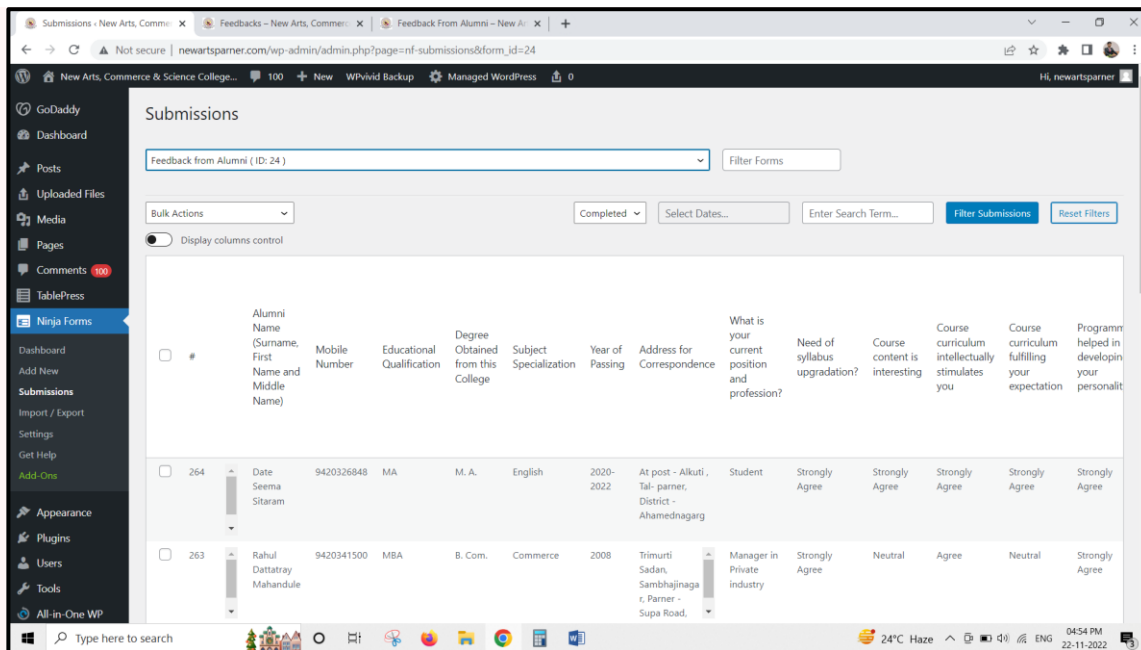 Submissions ‹ New Arts, Comme
Feedbacks – New Arts, Commerc
Feedback From Alumni – New Ar
Not secure | newartsparner.com/wp-admin/admin.php?page=nf-submissions&form_id=24
New Arts, Commerce & Science College... 100 + New WPvivid Backup Managed WordPress 0 Hi, newartsparner
GoDaddy
Dashboard
Posts
Uploaded Files
Media
Pages
Comments 100
TablePress
Ninja Forms
Dashboard
Add New
Submissions
Import / Export
Settings
Get Help
Add-Ons
Appearance
Plugins
Users
Tools
All-in-One WP
Submissions
Feedback from Alumni ( ID: 24 )
Filter Forms
Bulk Actions
Completed
Select Dates...
Enter Search Term...
Filter Submissions
Reset Filters
Display columns control
#
Alumni
Name
(Surname,
First
Name and
Middle
Name)
Mobile
Number
Educational
Qualification
Degree
Obtained
from this
College
Subject
Specialization
Year of
Passing
Address for
Correspondence
What is
your
current
position
and
profession?
Need of
syllabus
upgradation?
Course
content is
interesting
Course
curriculum
intellectually
stimulates
you
Course
curriculum
fulfilling
your
expectation
Programm
helped in
developin
your
personalit
264
Date
Seema
Sitaram
9420326848
MA
M. A.
English
2020-
2022
At post - Alkuti ,
Tal- parner,
District -
Ahamednagarg
Student
Strongly
Agree
Strongly
Agree
Strongly
Agree
Strongly
Agree
Strongly
Agree
263
Rahul
Dattatray
Mahandule
9420341500
MBA
B. Com.
Commerce
2008
Trimurti
Sadan,
Sambhajinaga
r, Parner -
Supa Road,
Manager in
Private
industry
Strongly
Agree
Neutral
Agree
Neutral
Strongly
Agree
Type here to search
24°C Haze
ENG
04:54 PM
22-11-2022
3